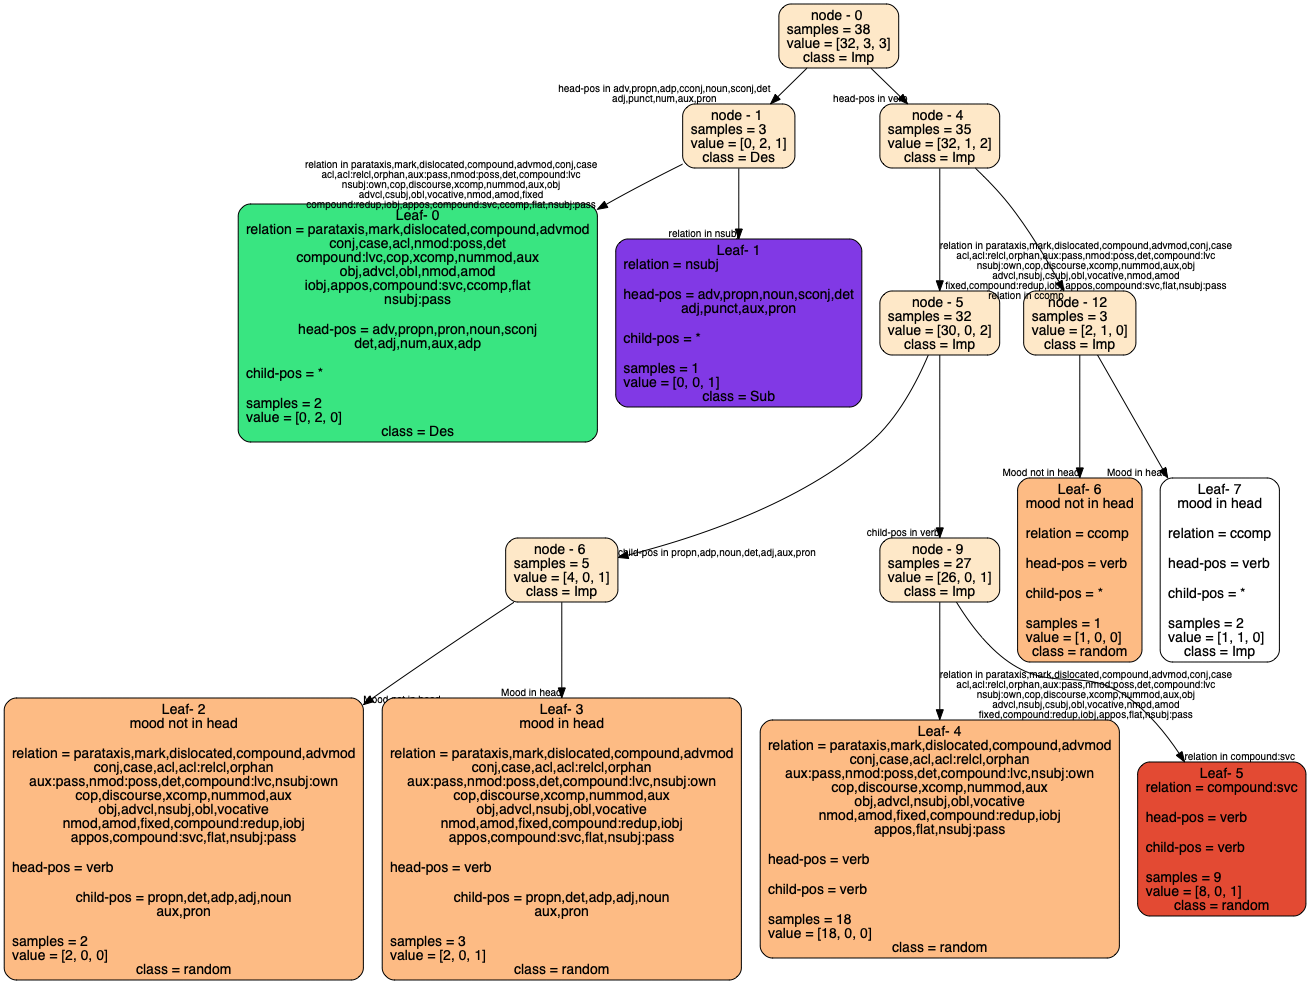 node - 0
samples = 38
value = [32, 3, 3]
class = Imp
head-pos in adv,propn,adp,cconj,noun,sconj,det
adj,punct,num,aux,pron
head-pos in verb
node - 1
samples = 3
value = [0, 2, 1]
class = Des
node - 4
samples = 35
value = [32, 1, 2]
class = Imp
relation in parataxis,mark,dislocated,compound,advmod,conj,case
acl,acl:relcl,orphan,aux:pass,nmod:poss,det,compound:lvc
nsubj:own,cop,discourse,xcomp,nummod,aux,obj
advcl,csubj,obl,vocative,nmod,amod,fixed
compound:redup,iobj,appos,compound:svc,ccomp,flat,nsubj:pass
relation in nsubj
relation in parataxis,mark,dislocated,compound,advmod,conj,case
acl,acl:relcl,orphan,aux:pass,nmod:poss,det,compound:lvc
nsubj:own,cop,discourse,xcomp,nummod,aux,obj
advcl,nsubj,csubj,obl,vocative,nmod,amod
fixed,compound:redup,iobj,appos,compound:svc,flat,nsubj:pass
relation in ccomp
Leaf- 0
relation = parataxis,mark,dislocated,compound,advmod
conj,case,acl,nmod:poss,det
compound:lvc,cop,xcomp,nummod,aux
obj,advcl,obl,nmod,amod
iobj,appos,compound:svc,ccomp,flat
nsubj:pass
head-pos = adv,propn,pron,noun,sconj
det,adj,num,aux,adp
child-pos = *
samples = 2
value = [0, 2, 0]
class = Des
Leaf- 1
relation = nsubj
head-pos = adv,propn,noun,sconj,det
adj,punct,aux,pron
child-pos = *
samples = 1
value = [0, 0, 1]
class = Sub
node - 5
samples = 32
value = [30, 0, 2]
class = Imp
node - 12
samples = 3
value = [2, 1, 0]
class = Imp
child-pos in propn,adp,noun,det,adj,aux,pron
child-pos in verb
Mood not in head
Mood in head
node - 6
samples = 5
value = [4, 0, 1]
class = Imp
node - 9
samples = 27
value = [26, 0, 1]
class = Imp
Leaf- 6
mood not in head
relation = ccomp
head-pos = verb
child-pos = *
samples = 1
value = [1, 0, 0]
class = random
Leaf- 7
mood in head
relation = ccomp
head-pos = verb
child-pos = *
samples = 2
value = [1, 1, 0]
class = Imp
Mood not in head
Mood in head
relation in parataxis,mark,dislocated,compound,advmod,conj,case
acl,acl:relcl,orphan,aux:pass,nmod:poss,det,compound:lvc
nsubj:own,cop,discourse,xcomp,nummod,aux,obj
advcl,nsubj,csubj,obl,vocative,nmod,amod
fixed,compound:redup,iobj,appos,flat,nsubj:pass
relation in compound:svc
Leaf- 2
mood not in head
relation = parataxis,mark,dislocated,compound,advmod
conj,case,acl,acl:relcl,orphan
aux:pass,nmod:poss,det,compound:lvc,nsubj:own
cop,discourse,xcomp,nummod,aux
obj,advcl,nsubj,obl,vocative
nmod,amod,fixed,compound:redup,iobj
appos,compound:svc,flat,nsubj:pass
head-pos = verb
child-pos = propn,det,adp,adj,noun
aux,pron
samples = 2
value = [2, 0, 0]
class = random
Leaf- 3
mood in head
relation = parataxis,mark,dislocated,compound,advmod
conj,case,acl,acl:relcl,orphan
aux:pass,nmod:poss,det,compound:lvc,nsubj:own
cop,discourse,xcomp,nummod,aux
obj,advcl,nsubj,obl,vocative
nmod,amod,fixed,compound:redup,iobj
appos,compound:svc,flat,nsubj:pass
head-pos = verb
child-pos = propn,det,adp,adj,noun
aux,pron
samples = 3
value = [2, 0, 1]
class = random
Leaf- 4
relation = parataxis,mark,dislocated,compound,advmod
conj,case,acl,acl:relcl,orphan
aux:pass,nmod:poss,det,compound:lvc,nsubj:own
cop,discourse,xcomp,nummod,aux
obj,advcl,nsubj,obl,vocative
nmod,amod,fixed,compound:redup,iobj
appos,flat,nsubj:pass
head-pos = verb
child-pos = verb
samples = 18
value = [18, 0, 0]
class = random
Leaf- 5
relation = compound:svc
head-pos = verb
child-pos = verb
samples = 9
value = [8, 0, 1]
class = random